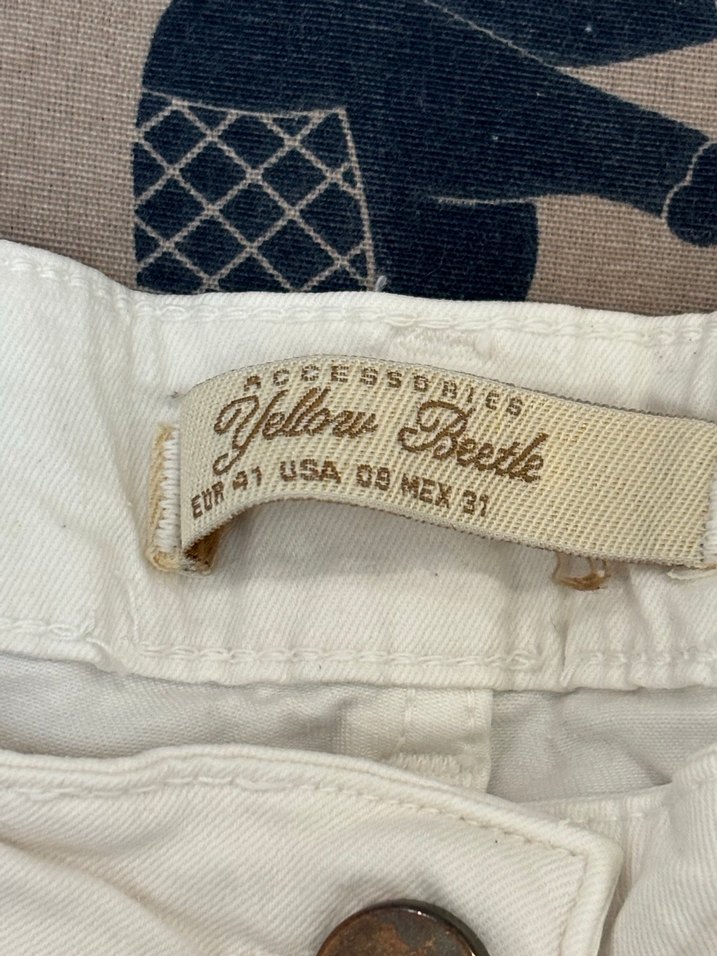 ACCESSORIES
Yellow Beetle
EUR 41 USA 09 MEX 31